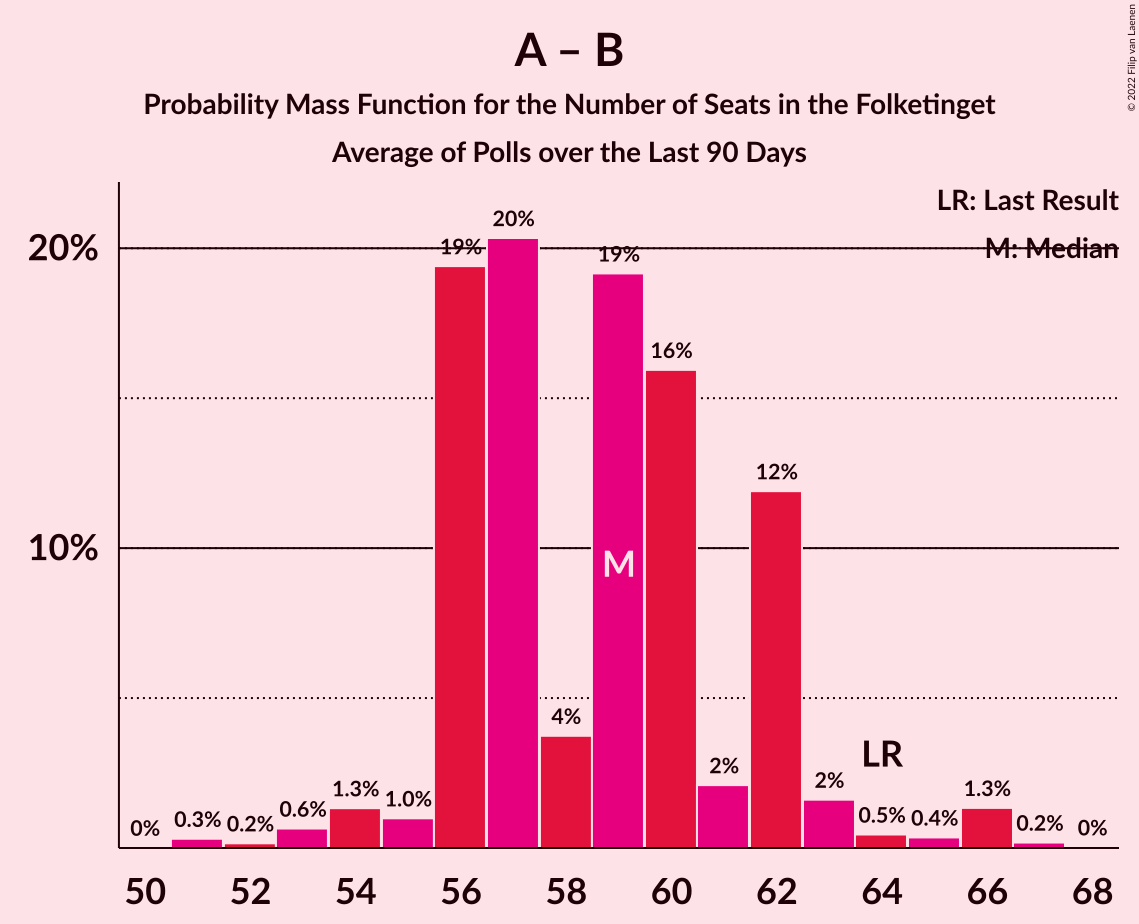 A – B
Probability Mass Function for the Number of Seats in the Folketinget
Average of Polls over the Last 90 Days
© 2022 Filip van Laenen
LR: Last Result
M: Median
20%
10%
0%
0.3%
0.2%
0.6%
1.3%
1.0%
19%
20%
4%
19%
16%
2%
12%
2%
0.5%
0.4%
1.3%
0.2%
0%
M
LR
50 52 54 56 58 60 62 64 66 68